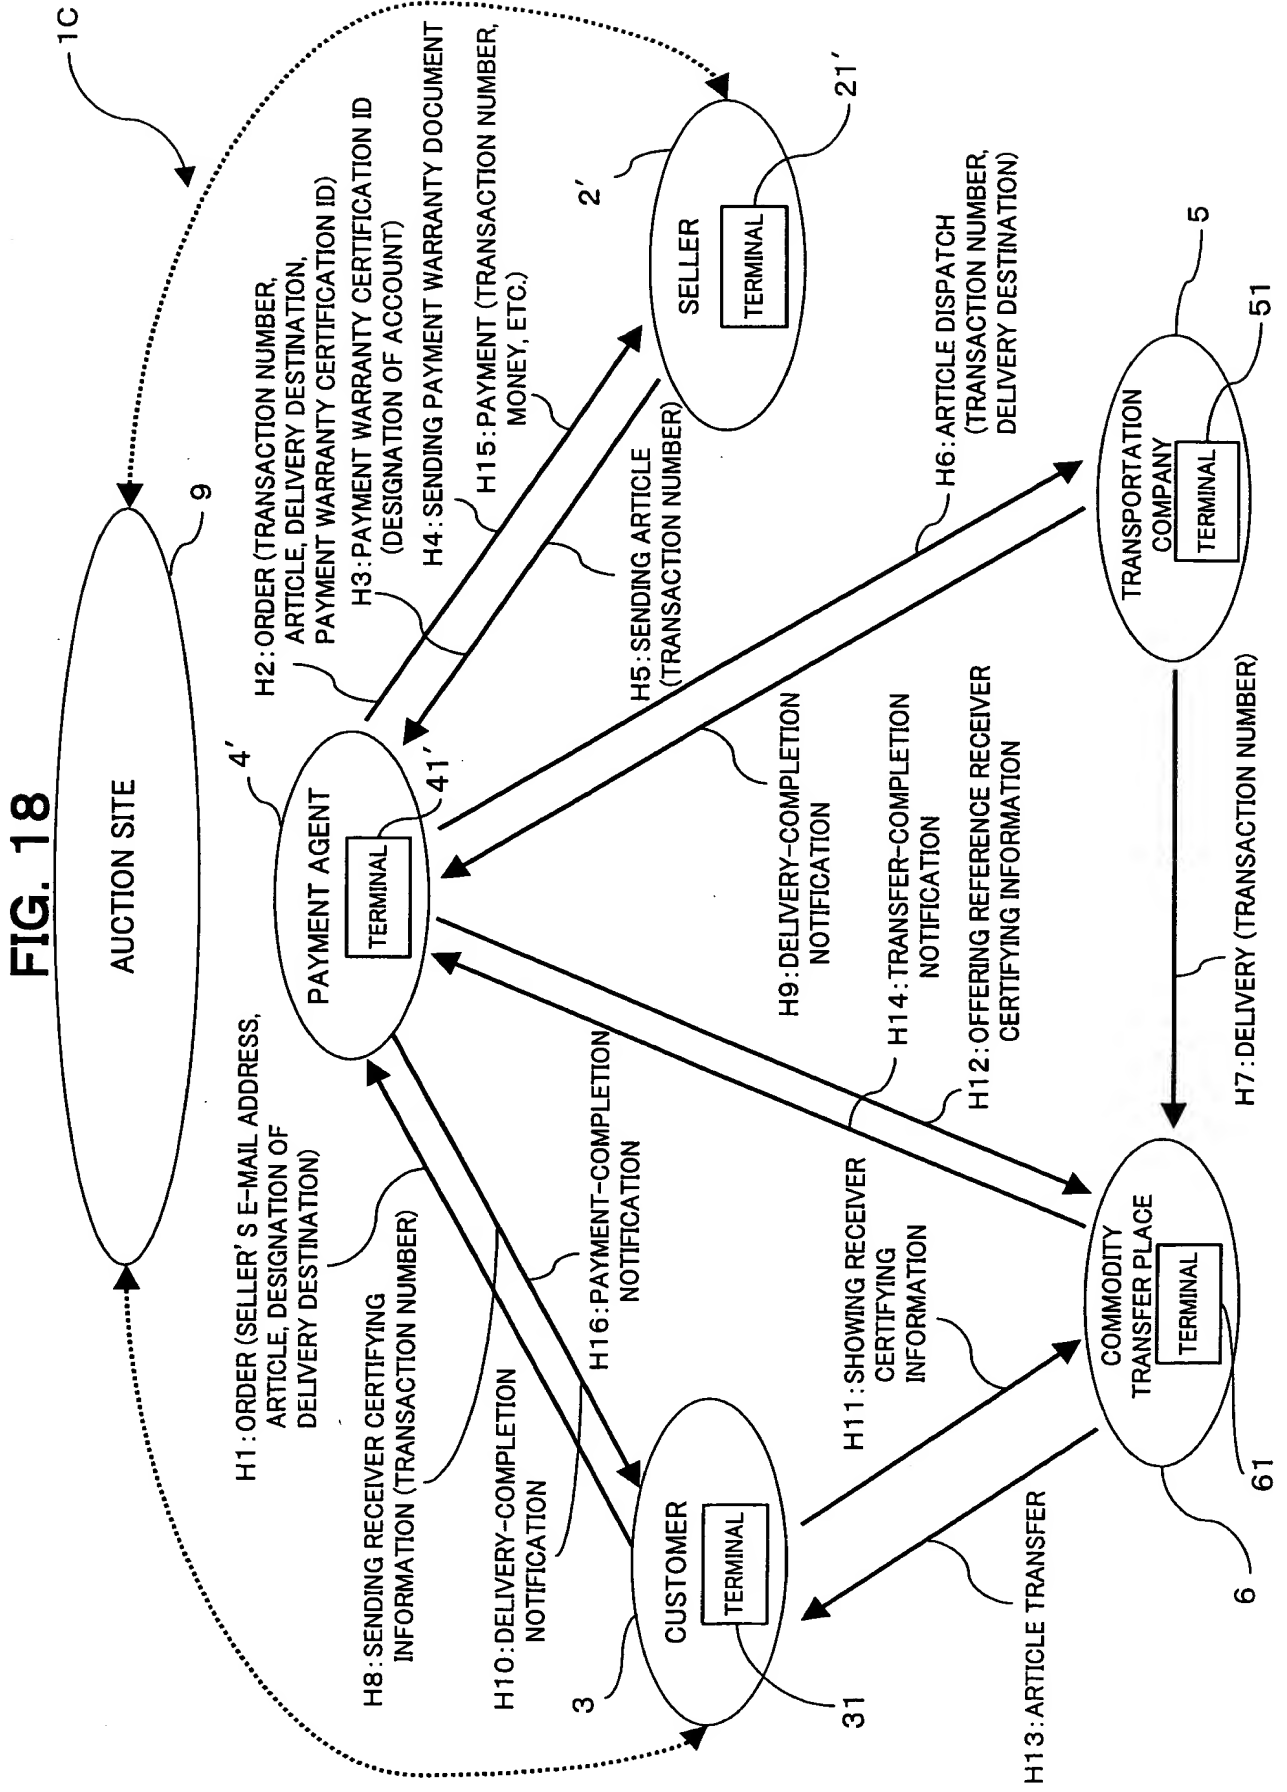 FIG. 18
1C
AUCTION SITE
9
H1:ORDER (SELLER'S E-MAIL ADDRESS,
ARTICLE, DESIGNATION OF
DELIVERY DESTINATION)
PAYMENT AGENT
TERMINAL
4'
41'
H2:ORDER (TRANSACTION NUMBER,
ARTICLE, DELIVERY DESTINATION,
PAYMENT WARRANTY CERTIFICATION ID)
H3:PAYMENT WARRANTY CERTIFICATION ID
(DESIGNATION OF ACCOUNT)
H4:SENDING PAYMENT WARRANTY DOCUMENT
H15:PAYMENT (TRANSACTION NUMBER,
MONEY, ETC.)
H8:SENDING RECEIVER CERTIFYING
INFORMATION (TRANSACTION NUMBER)
H10:DELIVERY-COMPLETION
NOTIFICATION
H16:PAYMENT-COMPLETION
NOTIFICATION
H5:SENDING ARTICLE
(TRANSACTION NUMBER)
2'
SELLER
TERMINAL
21'
3
CUSTOMER
TERMINAL
31
H9:DELIVERY-COMPLETION
NOTIFICATION
H11:SHOWING RECEIVER
CERTIFYING
INFORMATION
H14:TRANSFER-COMPLETION
NOTIFICATION
H12:OFFERING REFERENCE RECEIVER
CERTIFYING INFORMATION
H6:ARTICLE DISPATCH
(TRANSACTION NUMBER,
DELIVERY DESTINATION)
H13:ARTICLE TRANSFER
COMMODITY
TRANSFER PLACE
TERMINAL
6
61
TRANSPORTATION
COMPANY
TERMINAL
5
51
H7:DELIVERY (TRANSACTION NUMBER)